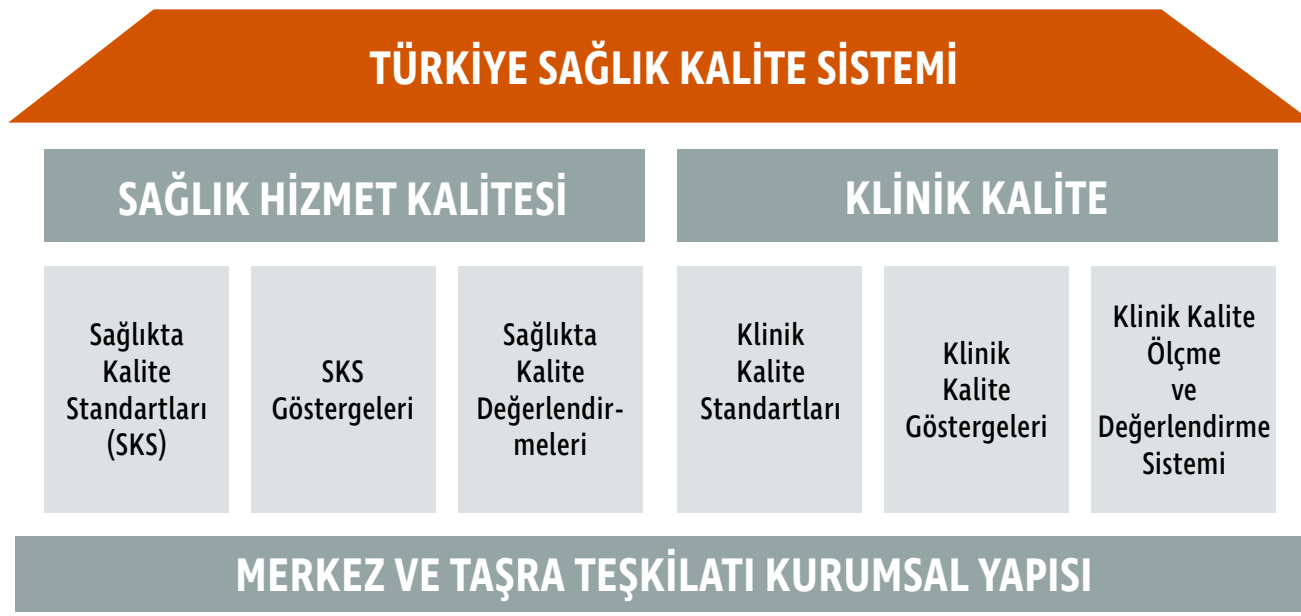 TÜRKİYE SAĞLIK KALİTE SİSTEMİ
SAĞLIK HİZMET KALİTESİ
KLİNİK KALİTE
Sağlıkta
Kalite
Standartları
(SKS)
SKS
Göstergeleri
Sağlıkta
Kalite
Değerlendir-
meleri
Klinik
Kalite
Standartları
Klinik
Kalite
Göstergeleri
Klinik Kalite
Ölçme
ve
Değerlendirme
Sistemi
MERKEZ VE TAŞRA TEŞKİLATI KURUMSAL YAPISI